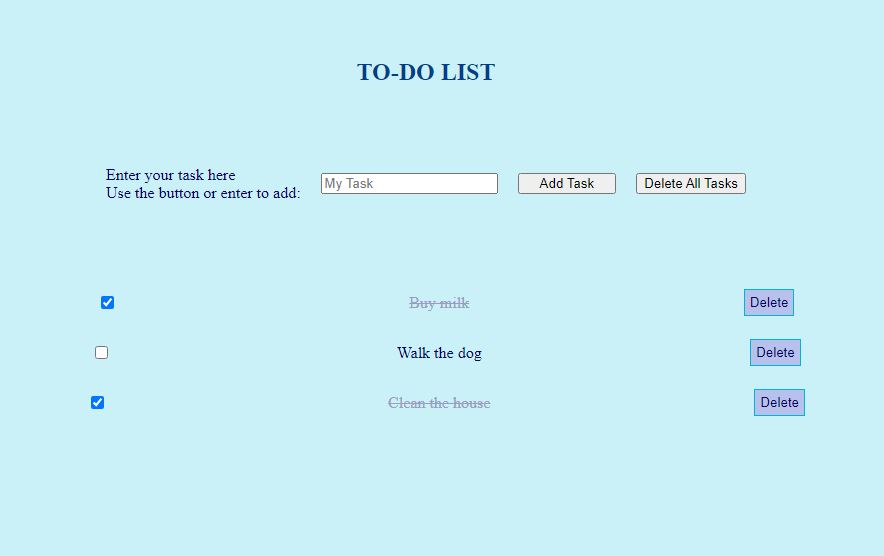 TO-DO LIST
Enter your task here
Use the button or enter to add:
My Task
Add Task
Delete All Tasks
Buy milk
Delete
Walk the dog
Delete
Clean the house
Delete